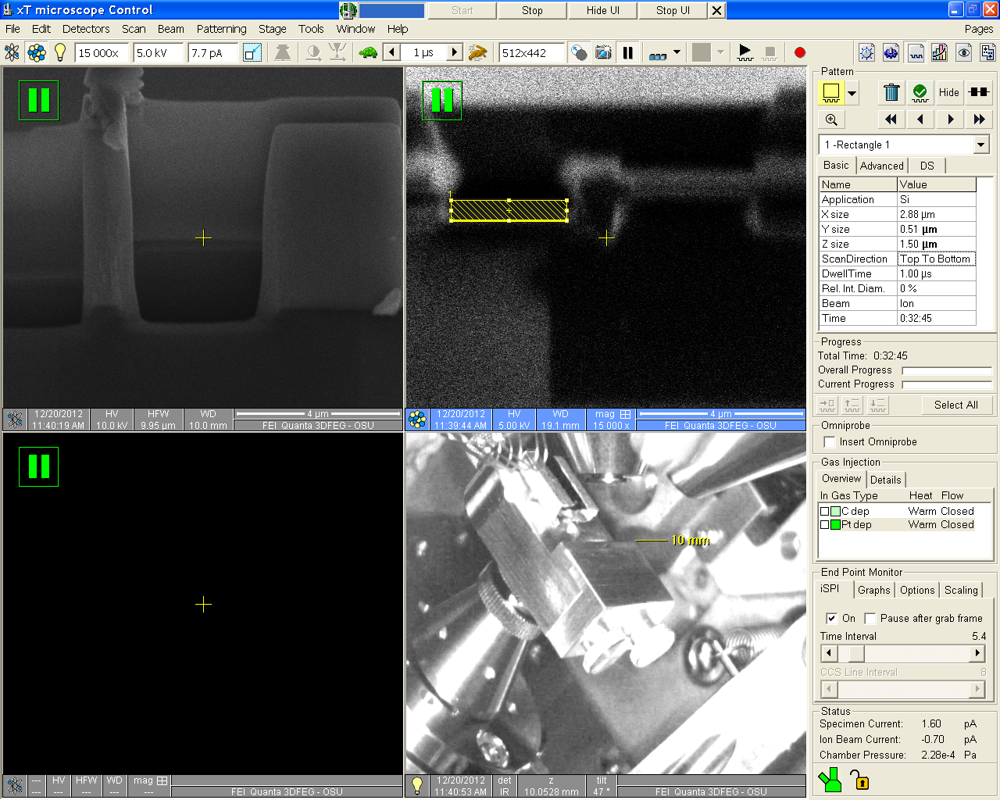 xT microscope Control
Start Stop Hide UI Stop UI
File Edit Detectors Scan Beam Patterning Stage Tools Window Help Pages
15 000x 5.0 kV 7.7 pA 1 µs 512x442
Pattern
Hide
1 -Rectangle 1
Basic Advanced DS
Name Value
Application Si
X size 2.88 µm
Y size 0.51 µm
Z size 1.50 µm
ScanDirection Top To Bottom
DwellTime 1.00 µs
Rel. Int. Diam. 0 %
Beam Ion
Time 0:32:45
Progress
Total Time: 0:32:45
Overall Progress
Current Progress
Select All
Omniprobe
Insert Omniprobe
Gas Injection
Overview Details
In Gas Type Heat Flow
C dep Warm Closed
Pt dep Warm Closed
End Point Monitor
iSPI Graphs Options Scaling
On Pause after grab frame
Time Interval 5.4
CCS Line Interval 8
Status
Specimen Current: 1.60 pA
Ion Beam Current: -0.70 pA
Chamber Pressure: 2.28e-4 Pa
12/20/2012 HV HFW WD 4 µm
11:40:19 AM 10.0 kV 9.95 µm 10.0 mm FEI Quanta 3DFEG - OSU
1
12/20/2012 HV WD mag 4 µm
11:39:44 AM 5.00 kV 19.1 mm 15 000 x FEI Quanta 3DFEG - OSU
--- HV HFW WD mag
--- --- --- --- --- FEI Quanta 3DFEG - OSU
10 mm
12/20/2012 det z tilt
11:40:53 AM IR 10.0528 mm 47 ° FEI Quanta 3DFEG - OSU